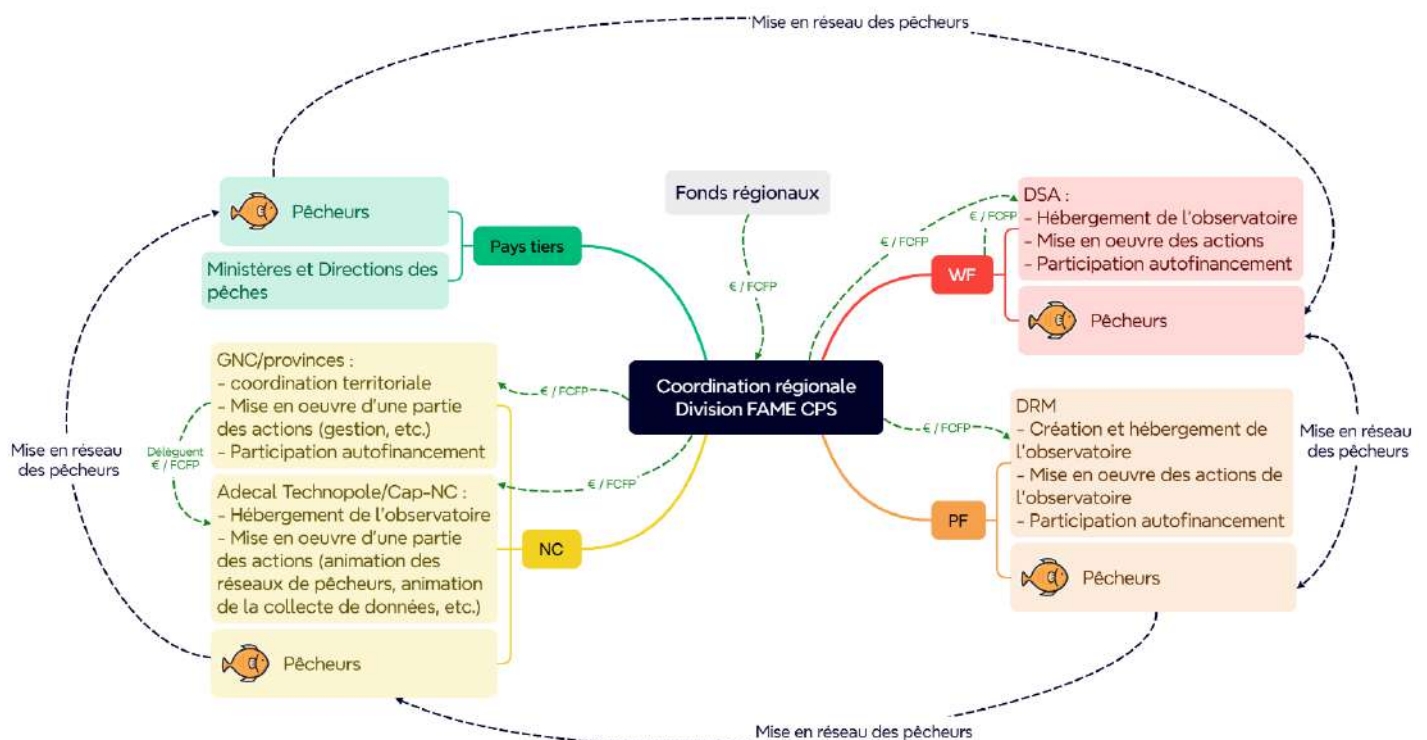 Mise en réseau des pêcheurs
Pêcheurs
Ministères et Directions des
pêches
Pays tiers
Fonds régionaux
€ / FCFP
€ / FCFP
€ / FCFP
WF
DSA :
- Hébergement de l'observatoire
- Mise en oeuvre des actions
- Participation autofinancement
Pêcheurs
Coordination régionale
Division FAME CPS
GNC/provinces :
- coordination territoriale
- Mise en oeuvre d'une partie
des actions (gestion, etc.)
- Participation autofinancement
€ / FCFP
Délèguent
€ / FCFP
Mise en réseau
des pêcheurs
Adecal Technopole/Cap-NC :
- Hébergement de l'observatoire
- Mise en oeuvre d'une partie
des actions (animation des
réseaux de pêcheurs, animation
de la collecte de données, etc.)
€ / FCFP
NC
Pêcheurs
€ / FCFP
PF
DRM
- Création et hébergement de
l'observatoire
- Mise en oeuvre des actions de
l'observatoire
- Participation autofinancement
Pêcheurs
Mise en réseau
des pêcheurs
Mise en réseau des pêcheurs